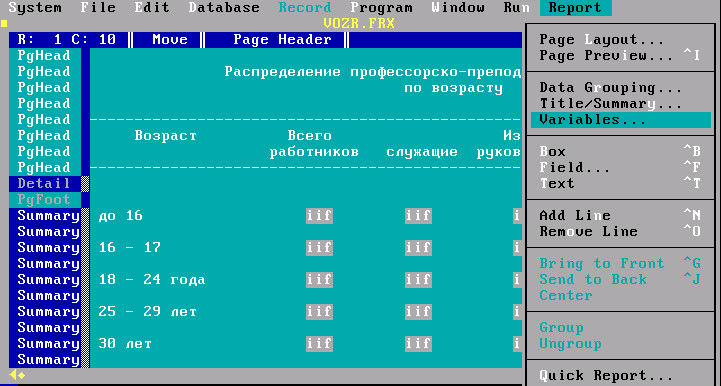 System File Edit Database Record Program Window Run Report
VOZR.FRX
R: 1 C: 10 Move Page Header
Page Layout...
PgHead
Page Preview... ^I
PgHead
Распределение профессорско-препод
PgHead
по возрасту
Data Grouping...
PgHead
Title/Summary...
PgHead
Variables...
PgHead
Возраст Всего Из
Box ^B
PgHead
работников служащие руков
Field... ^F
PgHead
Text ^T
Detail
PgFoot
Summary до 16 iif iif i
Add Line ^N
Summary
Remove Line ^O
Summary 16 - 17 iif iif i
Summary
Bring to Front ^G
Summary 18 - 24 года iif iif i
Send to Back ^J
Summary
Center
Summary 25 - 29 лет iif iif i
Summary
Group
Summary 30 лет iif iif i
Ungroup
Summary
Quick Report...